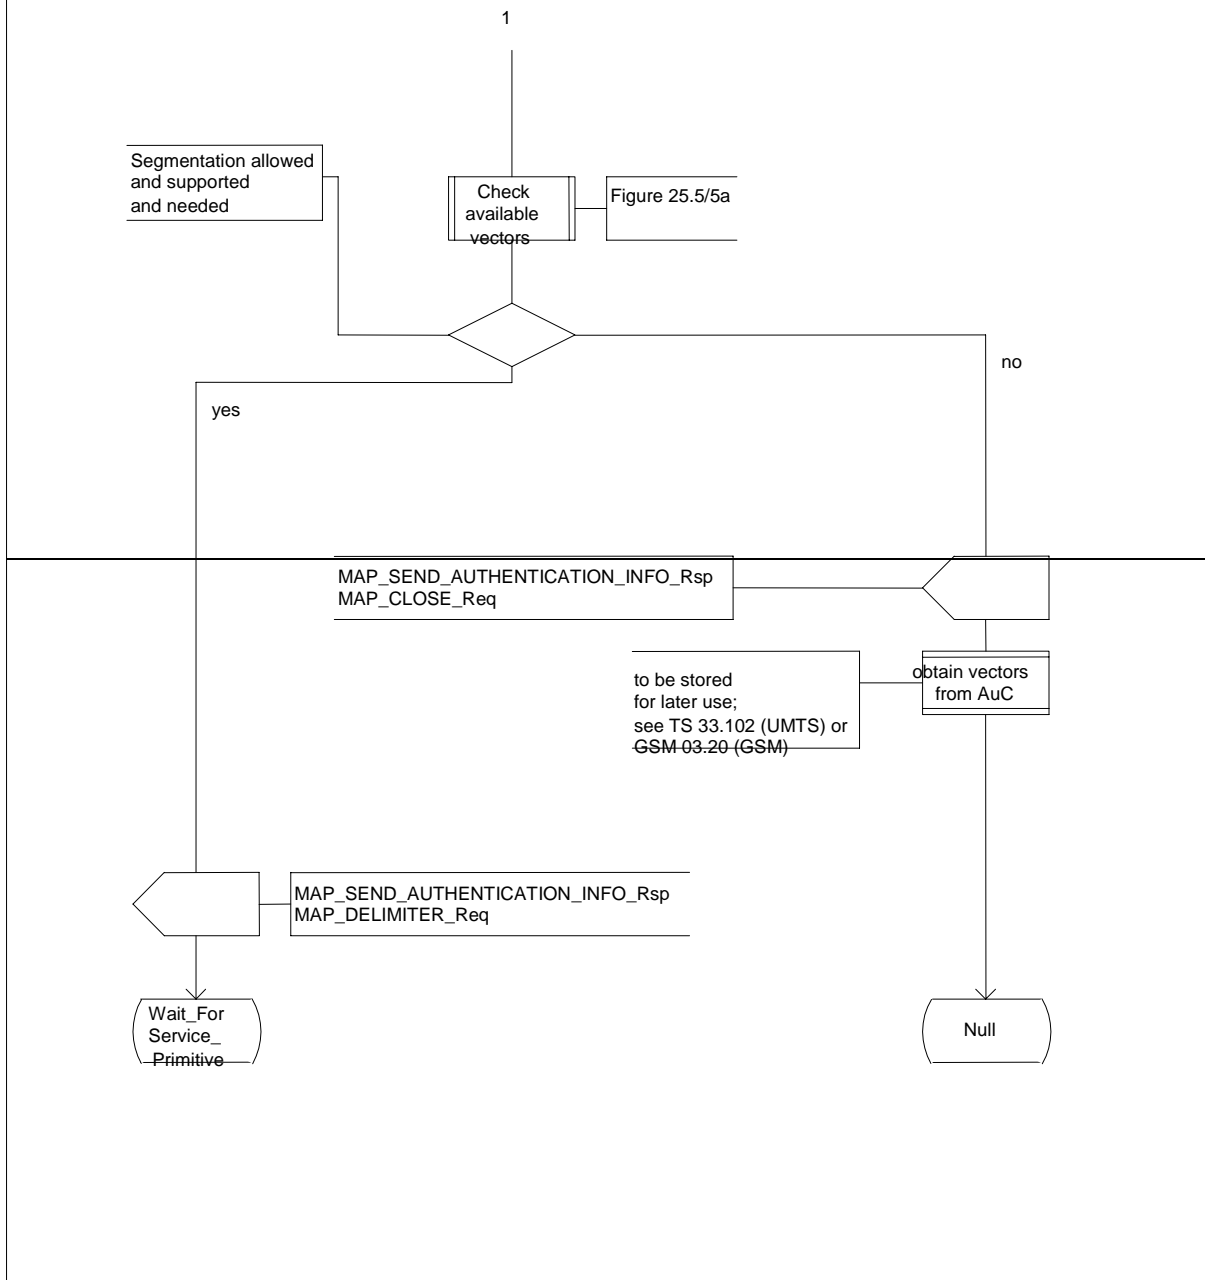 1
Segmentation allowed
and supported
and needed
Check
available
vectors
Figure 25.5/5a
no
yes
MAP_SEND_AUTHENTICATION_INFO_Rsp
MAP_CLOSE_Req
to be stored
for later use;
see TS 33.102 (UMTS) or
GSM 03.20 (GSM)
obtain vectors
from AuC
MAP_SEND_AUTHENTICATION_INFO_Rsp
MAP_DELIMITER_Req
Wait_For
Service_
Primitive
Null